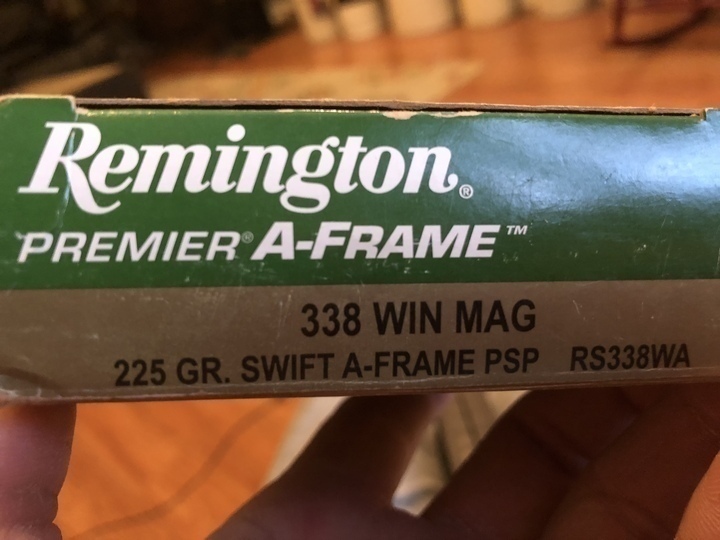 Remington®
PREMIER® A-FRAME™
338 WIN MAG
225 GR. SWIFT A-FRAME PSP RS338WA